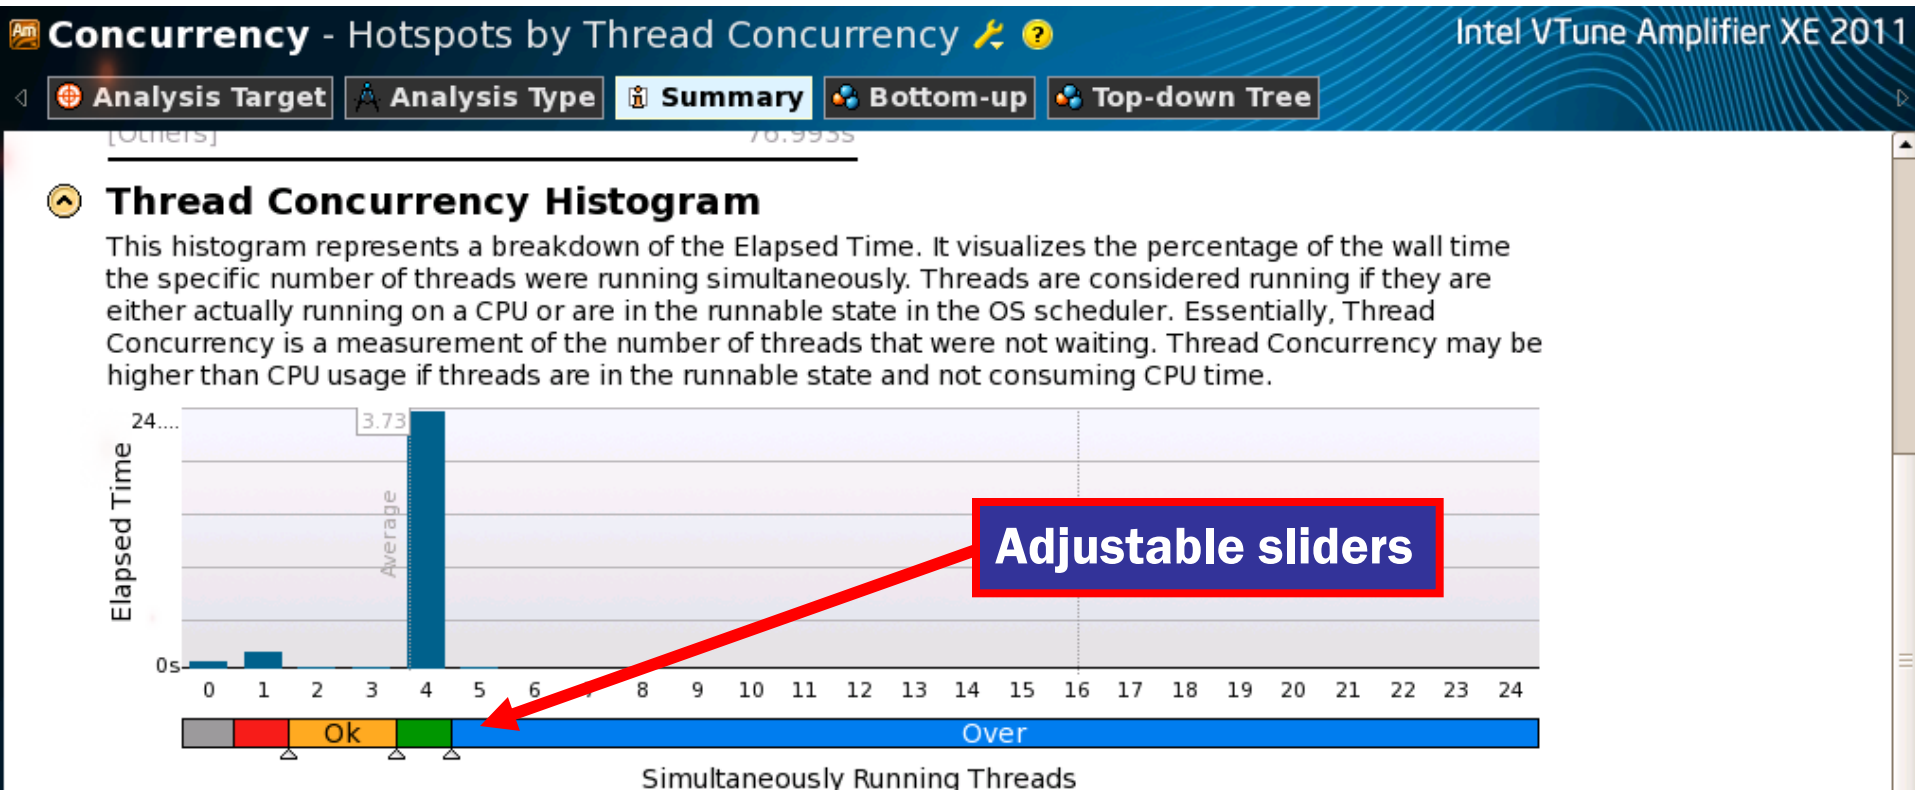 Concurrency - Hotspots by Thread Concurrency ?
Intel VTune Amplifier XE 2011
Analysis Target Analysis Type Summary Bottom-up Top-down Tree
[Others] 76.993s
Thread Concurrency Histogram
This histogram represents a breakdown of the Elapsed Time. It visualizes the percentage of the wall time
the specific number of threads were running simultaneously. Threads are considered running if they are
either actually running on a CPU or are in the runnable state in the OS scheduler. Essentially, Thread
Concurrency is a measurement of the number of threads that were not waiting. Thread Concurrency may be
higher than CPU usage if threads are in the runnable state and not consuming CPU time.
24....
3.73
Average
Elapsed Time
Adjustable sliders
0s
0 1 2 3 4 5 6 7 8 9 10 11 12 13 14 15 16 17 18 19 20 21 22 23 24
Ok Over
Simultaneously Running Threads